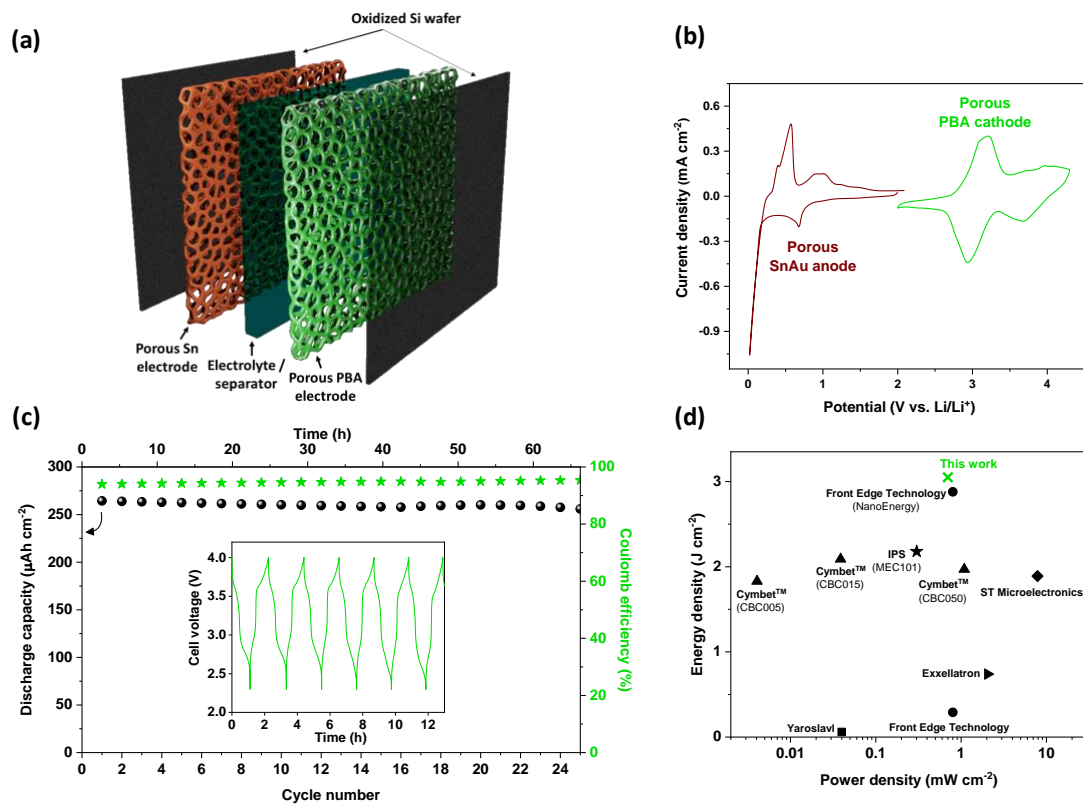 (a)
Oxidized Si wafer
Porous Sn
electrode
Electrolyte /
separator
Porous PBA
electrode
(b)
Current density (mA cm-2)
0.6
0.3
0.0
-0.3
-0.6
-0.9
Porous
PBA cathode
Porous
SnAu anode
0 1 2 3 4
Potential (V vs. Li/Li+)
(c)
Time (h)
0 10 20 30 40 50 60
Discharge capacity (µAh cm-2)
300
250
200
150
100
50
0
100
80
60
40
20
0
Coulomb efficiency (%)
Cell voltage (V)
4.0
3.5
3.0
2.5
2.0
0 2 4 6 8 10 12
Time (h)
0 2 4 6 8 10 12 14 16 18 20 22 24
Cycle number
(d)
Energy density (J cm-2)
3
2
1
0
This work
Front Edge Technology
(NanoEnergy)
IPS
(MEC101)
CymbetTM
(CBC015)
CymbetTM
(CBC005)
CymbetTM
(CBC050)
ST Microelectronics
Exxellatron
Yaroslavl
Front Edge Technology
0.01 0.1 1 10
Power density (mW cm-2)